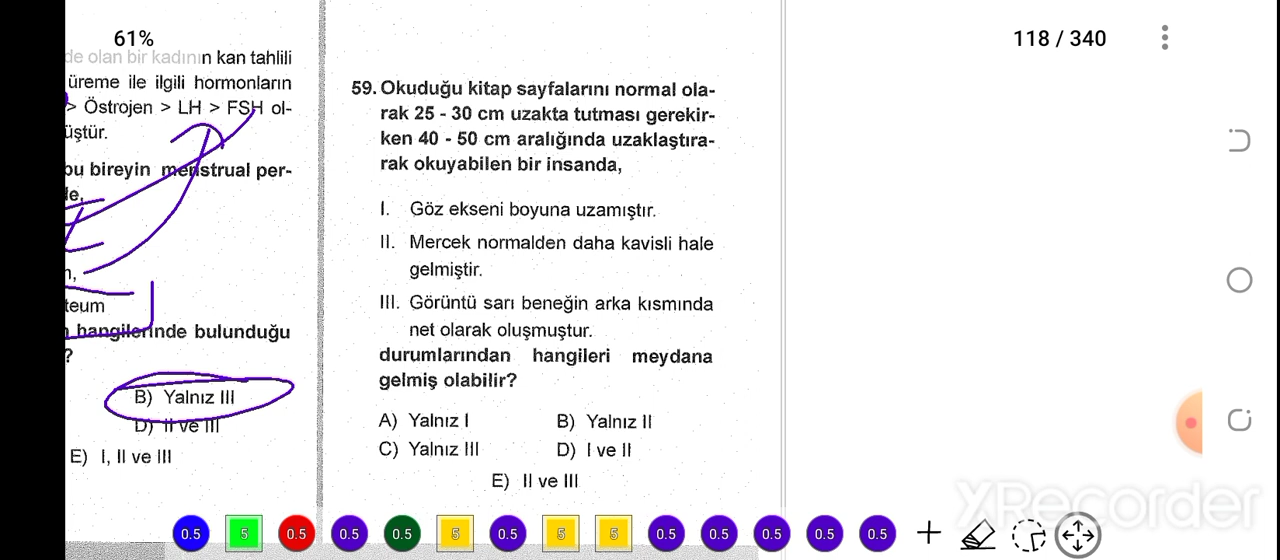 61%
118 / 340
de olan bir kadının kan tahlili
üreme ile ilgili hormonların
> Östrojen > LH > FSH ol-
üştür.
bu bireyin menstrual per-
de,
n,
teum
hangilerinde bulunduğu
?
B) Yalnız III
D) II ve III
E) I, II ve III
59. Okuduğu kitap sayfalarını normal ola-
rak 25 - 30 cm uzakta tutması gerekir-
ken 40 - 50 cm aralığında uzaklaştıra-
rak okuyabilen bir insanda,
I. Göz ekseni boyuna uzamıştır.
II. Mercek normalden daha kavisli hale
gelmiştir.
III. Görüntü sarı beneğin arka kısmında
net olarak oluşmuştur.
durumlarından hangileri meydana
gelmiş olabilir?
A) Yalnız I B) Yalnız II
C) Yalnız III D) I ve II
E) II ve III
0.5 5 0.5 0.5 0.5 5 0.5 5 5 0.5 0.5 0.5 0.5 0.5
XRecorder